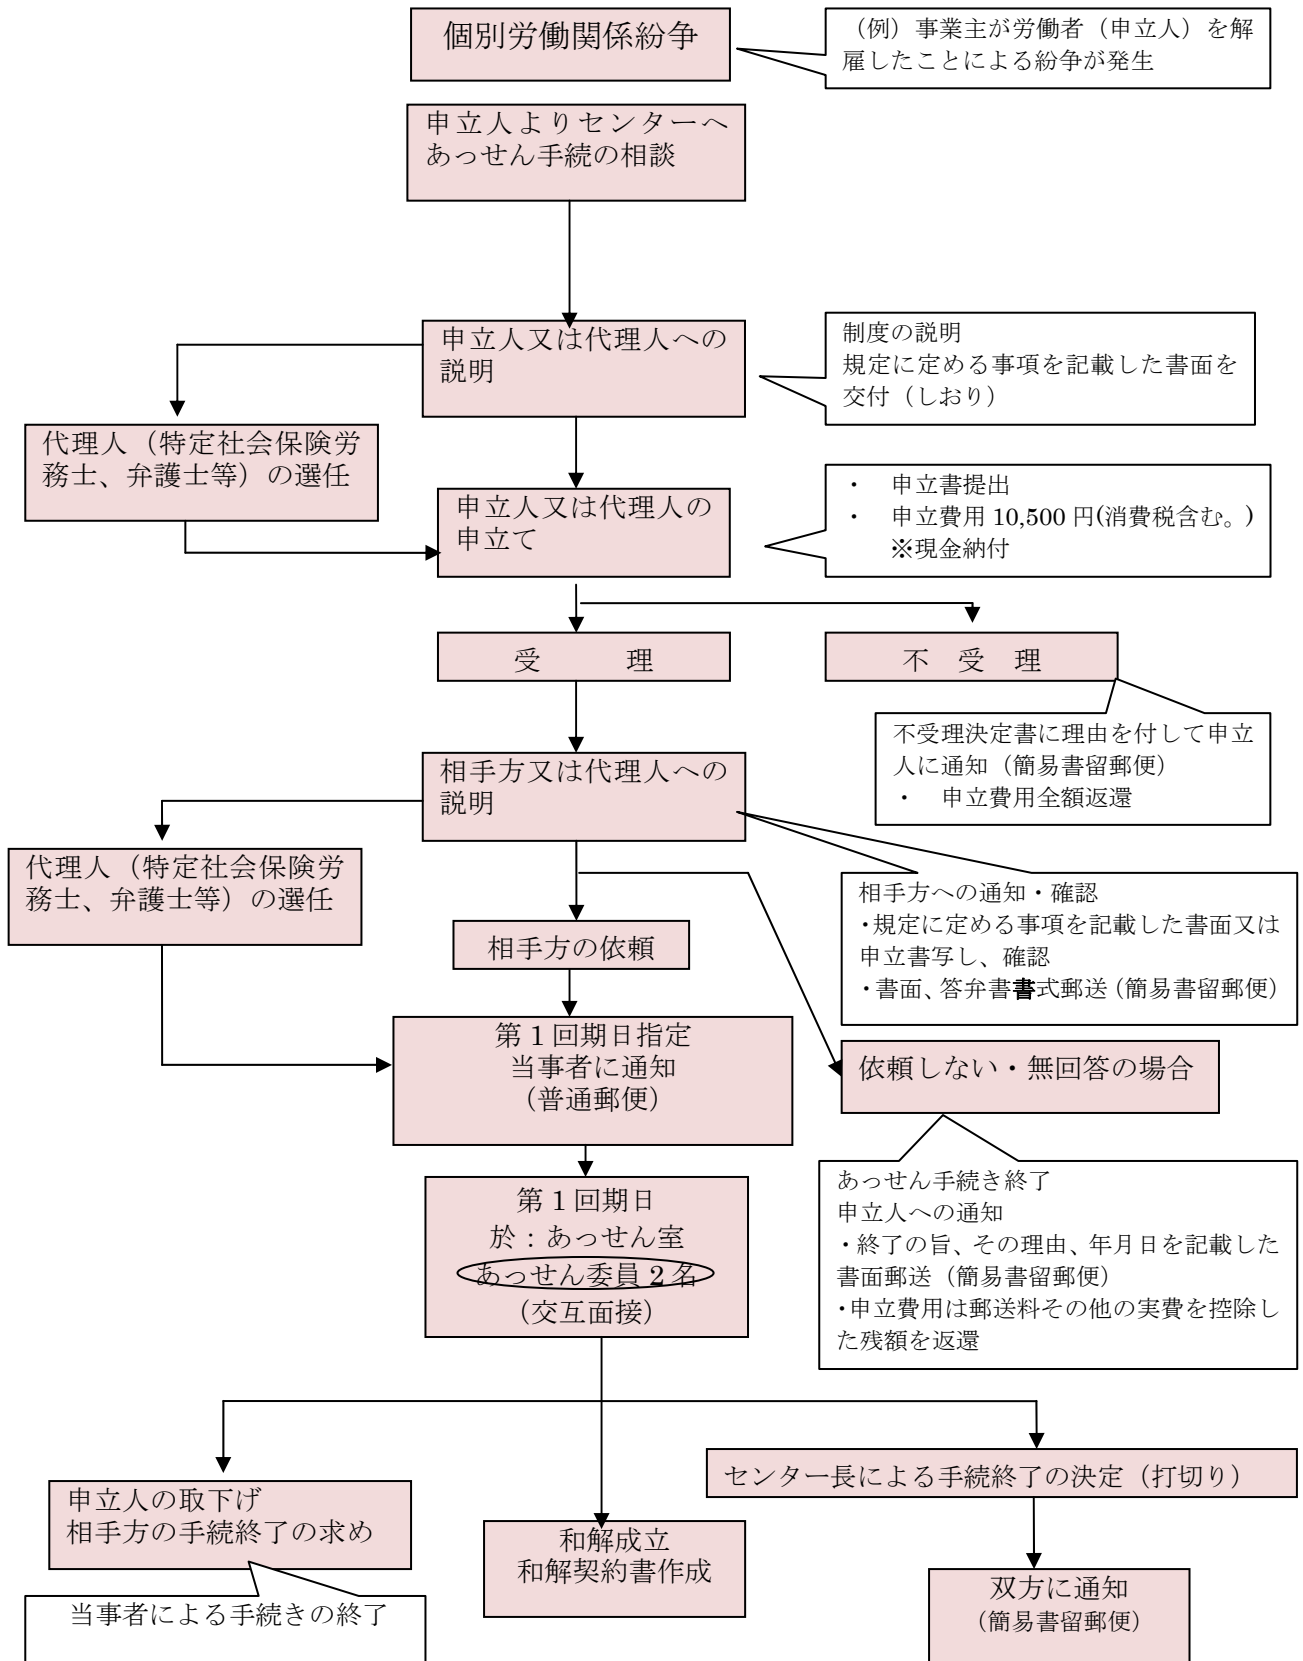 個別労働関係紛争
（例）事業主が労働者（申立人）を解
雇したことによる紛争が発生
申立人よりセンターへ
あっせん手続の相談
申立人又は代理人への
説明
制度の説明
規定に定める事項を記載した書面を
交付（しおり）
代理人（特定社会保険労
務士、弁護士等）の選任
申立人又は代理人の
申立て
・ 申立書提出
・ 申立費用 10,500 円(消費税含む。)
※現金納付
受 理
不 受 理
不受理決定書に理由を付して申立
人に通知（簡易書留郵便）
・ 申立費用全額返還
相手方又は代理人への
説明
代理人（特定社会保険労
務士、弁護士等）の選任
相手方への通知・確認
・規定に定める事項を記載した書面又は
申立書写し、確認
・書面、答弁書書式郵送（簡易書留郵便）
相手方の依頼
第1回期日指定
当事者に通知
（普通郵便）
依頼しない・無回答の場合
あっせん手続き終了
申立人への通知
・終了の旨、その理由、年月日を記載した
書面郵送（簡易書留郵便）
・申立費用は郵送料その他の実費を控除し
た残額を返還
第1回期日
於：あっせん室
あっせん委員 2 名
（交互面接）
申立人の取下げ
相手方の手続終了の求め
当事者による手続きの終了
和解成立
和解契約書作成
センター長による手続終了の決定（打切り）
双方に通知
（簡易書留郵便）